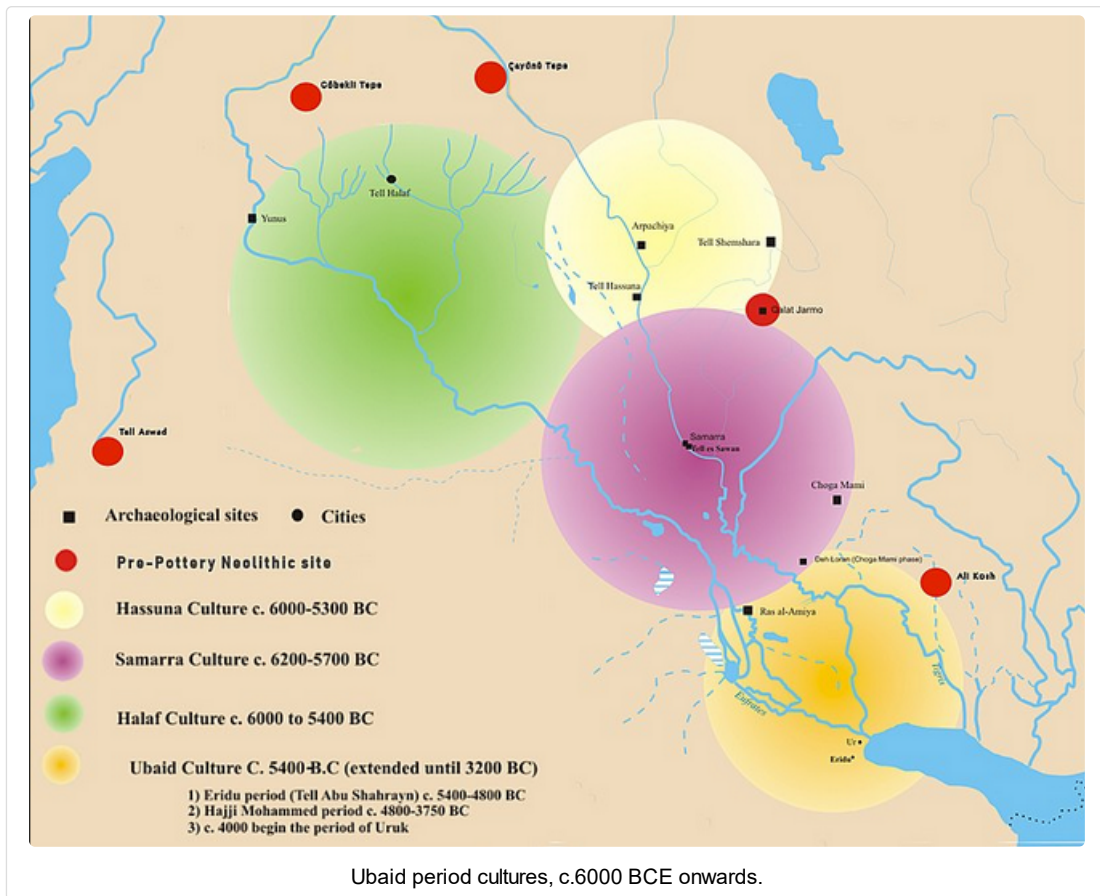 Göbekli Tepe
Çayönü Tepe
Tell Halaf
Yunus
Arpachiya
Tell Shemshara
Tell Hassuna
Qalat Jarmo
Tell Aswad
Samarra
Tell es Sawan
Choga Mami
Deh Loran (Choga Mami phase)
Ali Kosh
Ras al-Amiya
Tigris
Eufrates
Ur
Eridu
Archaeological sites
Cities
Pre-Pottery Neolithic site
Hassuna Culture c. 6000-5300 BC
Samarra Culture c. 6200-5700 BC
Halaf Culture c. 6000 to 5400 BC
Ubaid Culture C. 5400-B.C (extended until 3200 BC)
1) Eridu period (Tell Abu Shahrayn) c. 5400-4800 BC
2) Hajji Mohammed period c. 4800-3750 BC
3) c. 4000 begin the period of Uruk
Ubaid period cultures, c.6000 BCE onwards.